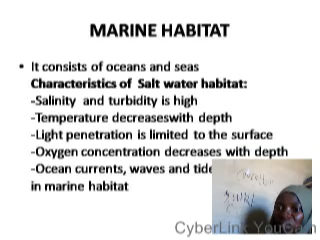 MARINE HABITAT
• It consists of oceans and seas
Characteristics of Salt water habitat:
-Salinity and turbidity is high
-Temperature decreaseswith depth
-Light penetration is limited to the surface
-Oxygen concentration decreases with depth
-Ocean currents, waves and tide
in marine habitat
CyberLink